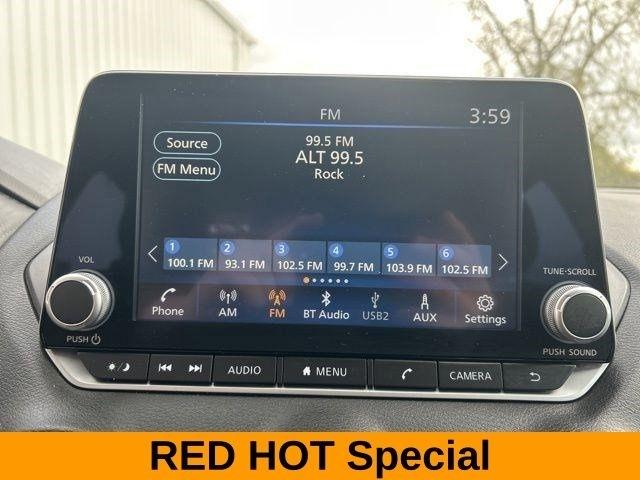 FM
3:59
Source
99.5 FM
ALT 99.5
FM Menu
Rock
1 2 3 4 5 6
100.1 FM 93.1 FM 102.5 FM 99.7 FM 103.9 FM 102.5 FM
VOL
TUNE·SCROLL
Phone AM FM BT Audio USB2 AUX Settings
PUSH
PUSH SOUND
AUDIO MENU CAMERA
RED HOT Special